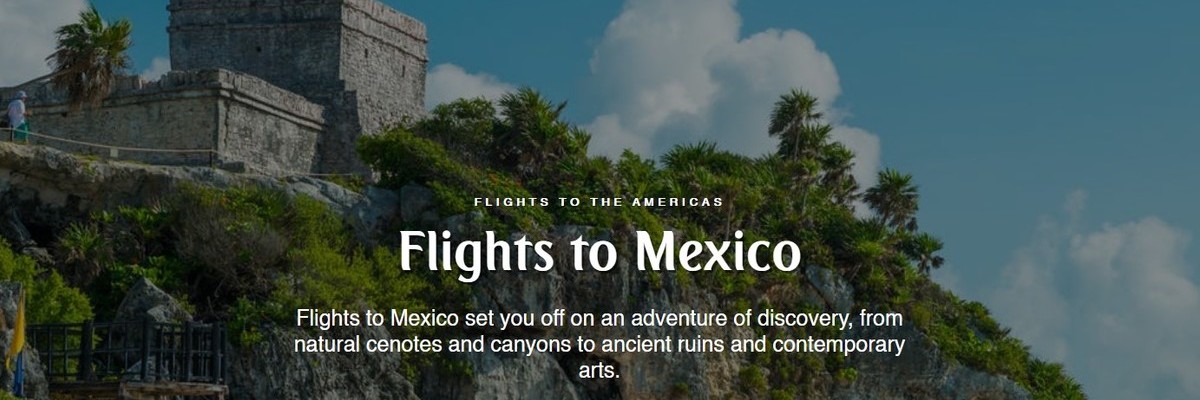 FLIGHTS TO THE AMERICAS
Flights to Mexico
Flights to Mexico set you off on an adventure of discovery, from
natural cenotes and canyons to ancient ruins and contemporary
arts.